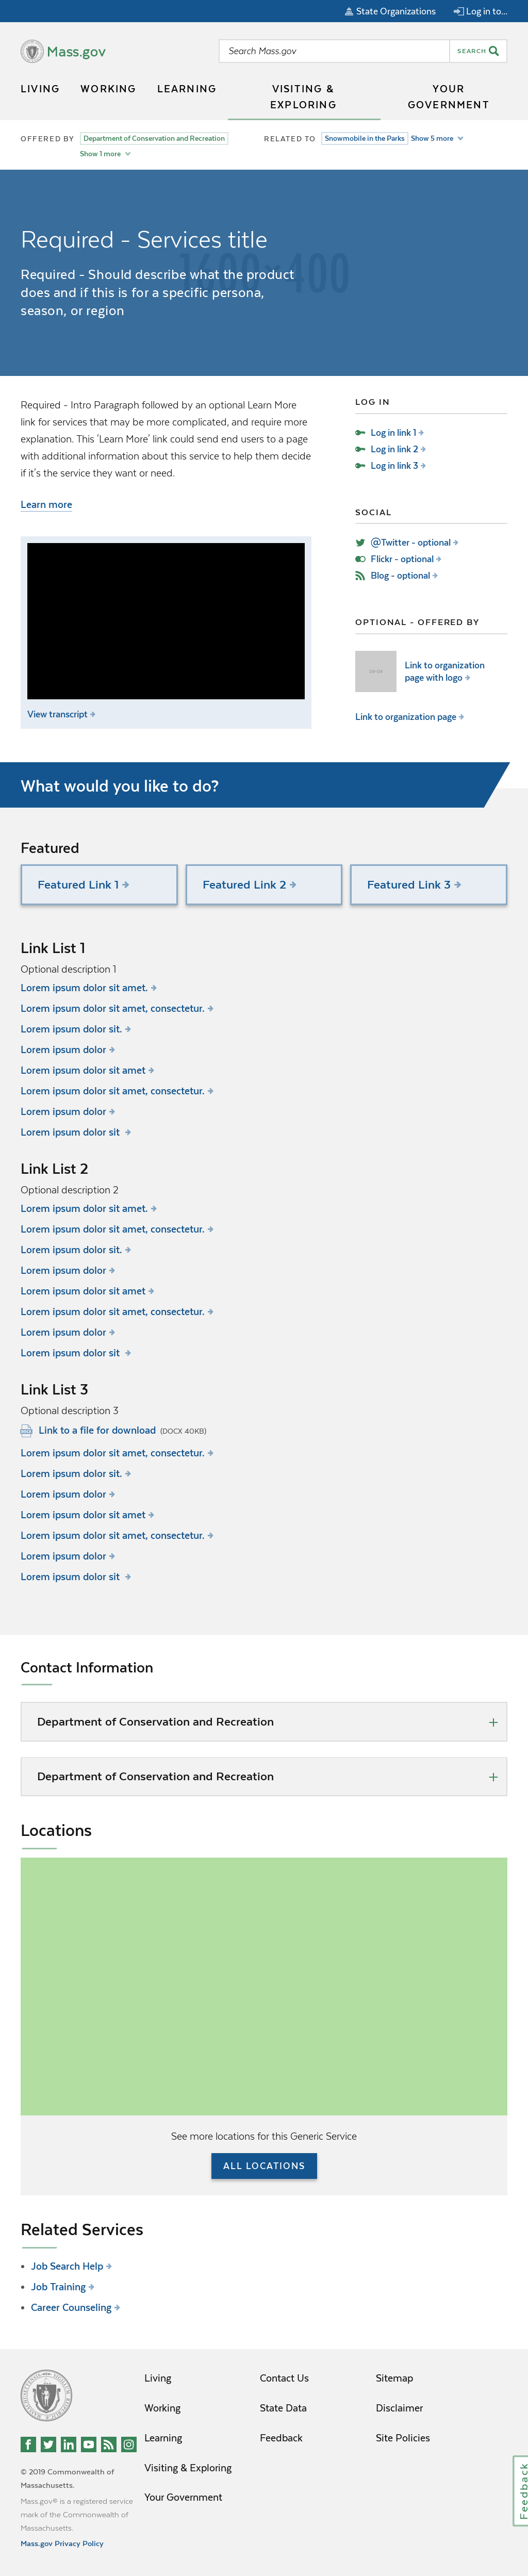 State Organizations
Log in to...
Mass.gov
Search Mass.gov
SEARCH
LIVING
WORKING
LEARNING
VISITING &
EXPLORING
YOUR
GOVERNMENT
OFFERED BY
Department of Conservation and Recreation
Show 1 more
RELATED TO
Snowmobile in the Parks
Show 5 more
1600×400
Required - Services title
Required - Should describe what the product
does and if this is for a specific persona,
season, or region
Required - Intro Paragraph followed by an optional Learn More
link for services that may be more complicated, and require more
explanation. This 'Learn More' link could send end users to a page
with additional information about this service to help them decide
if it's the service they want or need.
Learn more
View transcript
LOG IN
Log in link 1
Log in link 2
Log in link 3
SOCIAL
@Twitter - optional
Flickr - optional
Blog - optional
OPTIONAL - OFFERED BY
Link to organization
page with logo
Link to organization page
What would you like to do?
Featured
Featured Link 1
Featured Link 2
Featured Link 3
Link List 1
Optional description 1
Lorem ipsum dolor sit amet.
Lorem ipsum dolor sit amet, consectetur.
Lorem ipsum dolor sit.
Lorem ipsum dolor
Lorem ipsum dolor sit amet
Lorem ipsum dolor sit amet, consectetur.
Lorem ipsum dolor
Lorem ipsum dolor sit
Link List 2
Optional description 2
Lorem ipsum dolor sit amet.
Lorem ipsum dolor sit amet, consectetur.
Lorem ipsum dolor sit.
Lorem ipsum dolor
Lorem ipsum dolor sit amet
Lorem ipsum dolor sit amet, consectetur.
Lorem ipsum dolor
Lorem ipsum dolor sit
Link List 3
Optional description 3
Link to a file for download (DOCX 40KB)
Lorem ipsum dolor sit amet, consectetur.
Lorem ipsum dolor sit.
Lorem ipsum dolor
Lorem ipsum dolor sit amet
Lorem ipsum dolor sit amet, consectetur.
Lorem ipsum dolor
Lorem ipsum dolor sit
Contact Information
Department of Conservation and Recreation
Department of Conservation and Recreation
Locations
See more locations for this Generic Service
ALL LOCATIONS
Related Services
Job Search Help
Job Training
Career Counseling
Living
Working
Learning
Visiting & Exploring
Your Government
Contact Us
State Data
Feedback
Sitemap
Disclaimer
Site Policies
© 2019 Commonwealth of
Massachusetts.
Mass.gov® is a registered service
mark of the Commonwealth of
Massachusetts.
Mass.gov Privacy Policy
Feedback